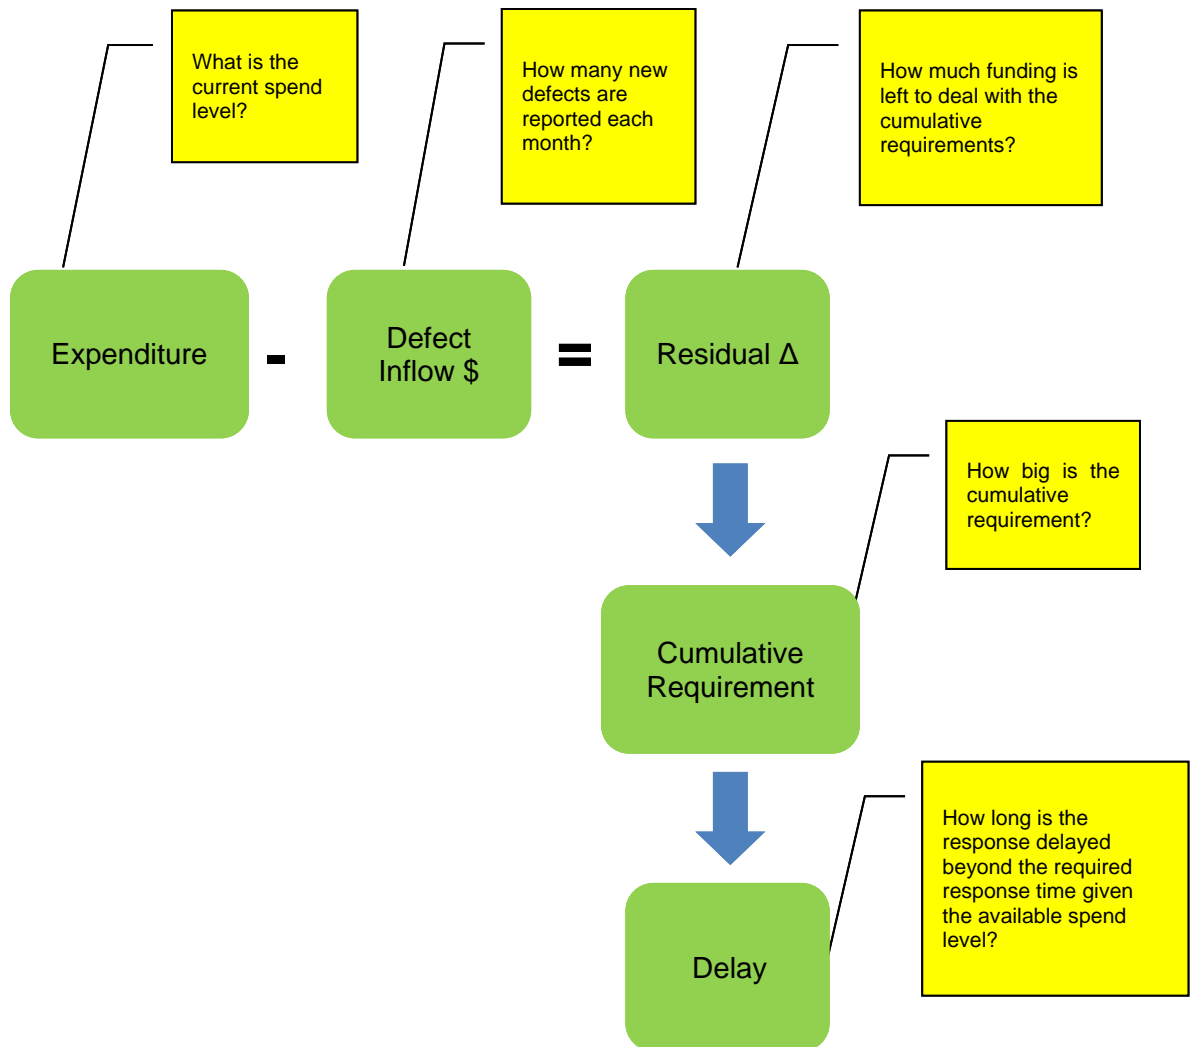 What is the
current spend
level?
How many new
defects are
reported each
month?
How much funding is
left to deal with the
cumulative
requirements?
Expenditure
-
Defect
Inflow $
=
Residual Δ
How big is the
cumulative
requirement?
Cumulative
Requirement
How long is the
response delayed
beyond the required
response time given
the available spend
level?
Delay